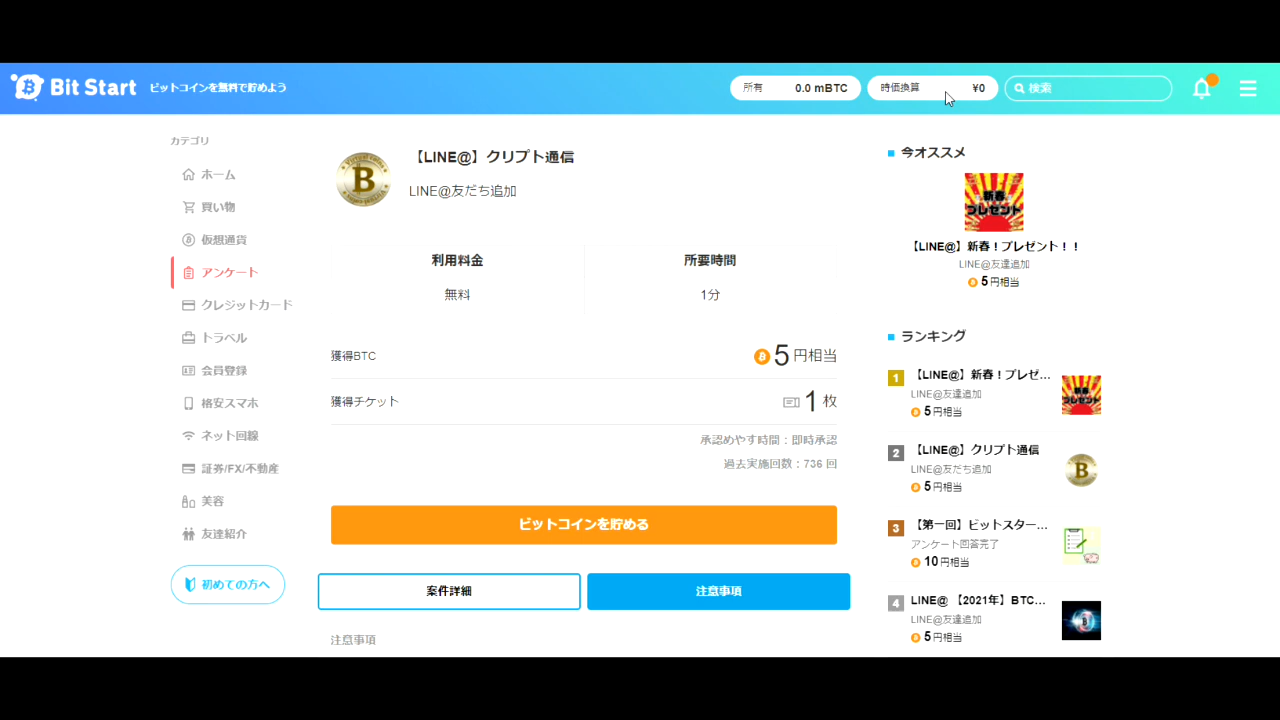 Bit Start ビットコインを無料で貯めよう
所有 0.0 mBTC
時価換算 ¥0
検索
カテゴリ
ホーム
買い物
仮想通貨
アンケート
クレジットカード
トラベル
会員登録
格安スマホ
ネット回線
証券/FX/不動産
美容
友達紹介
初めての方へ
【LINE@】クリプト通信
LINE@友だち追加
利用料金
無料
所要時間
1分
獲得BTC
5 円相当
獲得チケット
1 枚
承認めやす時間：即時承認
過去実施回数：736 回
ビットコインを貯める
案件詳細
注意事項
注意事項
今オススメ
新春
プレゼント
【LINE@】新春！プレゼント！！
LINE@友達追加
5 円相当
ランキング
1
【LINE@】新春！プレゼ...
LINE@友達追加
5 円相当
新春
プレゼント
2
【LINE@】クリプト通信
LINE@友だち追加
5 円相当
3
【第一回】ビットスター...
アンケート回答完了
10 円相当
4
LINE@ 【2021年】BTC...
LINE@友達追加
5 円相当